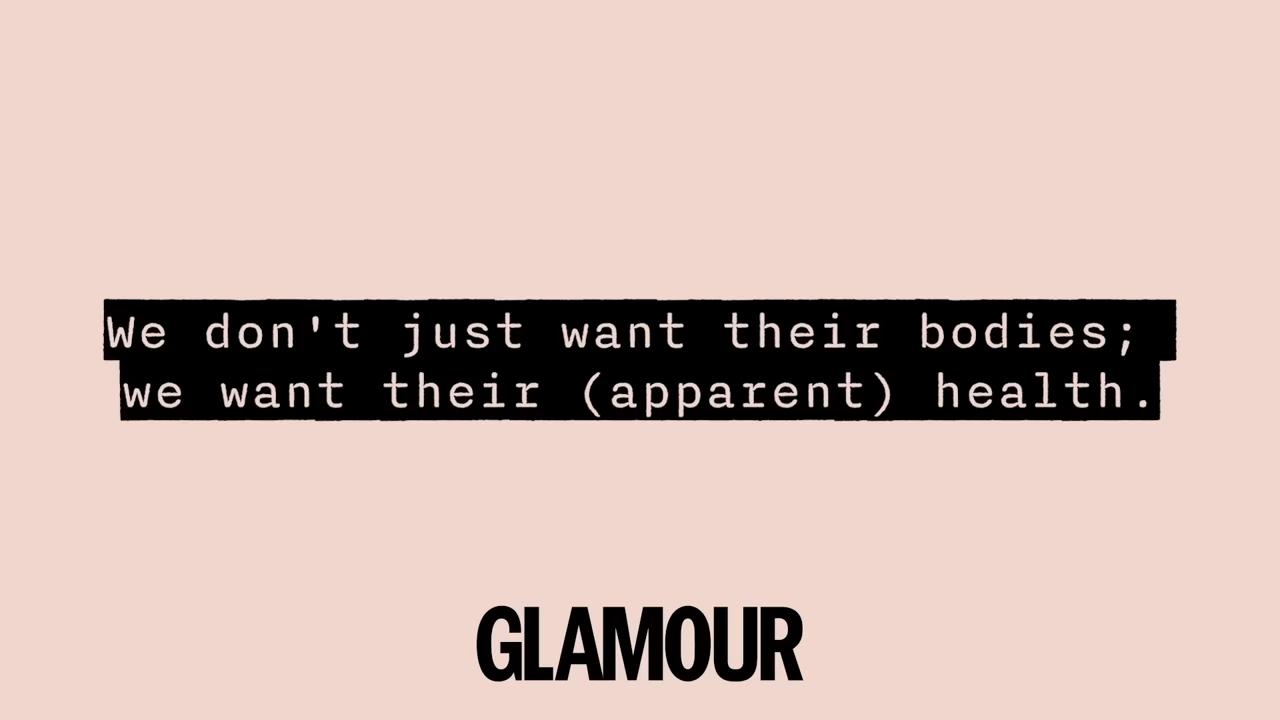 We don't just want their bodies;
we want their (apparent) health.
GLAMOUR